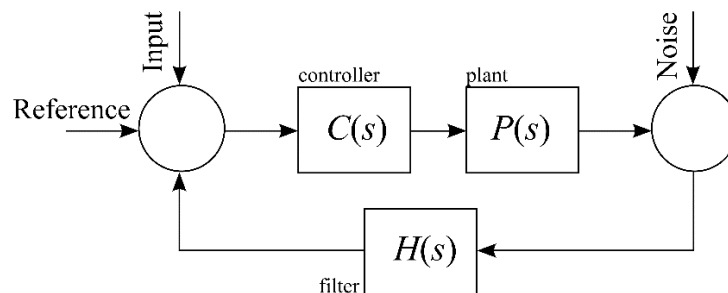 Input
Noise
Reference
controller
plant
C(s)
P(s)
H(s)
filter